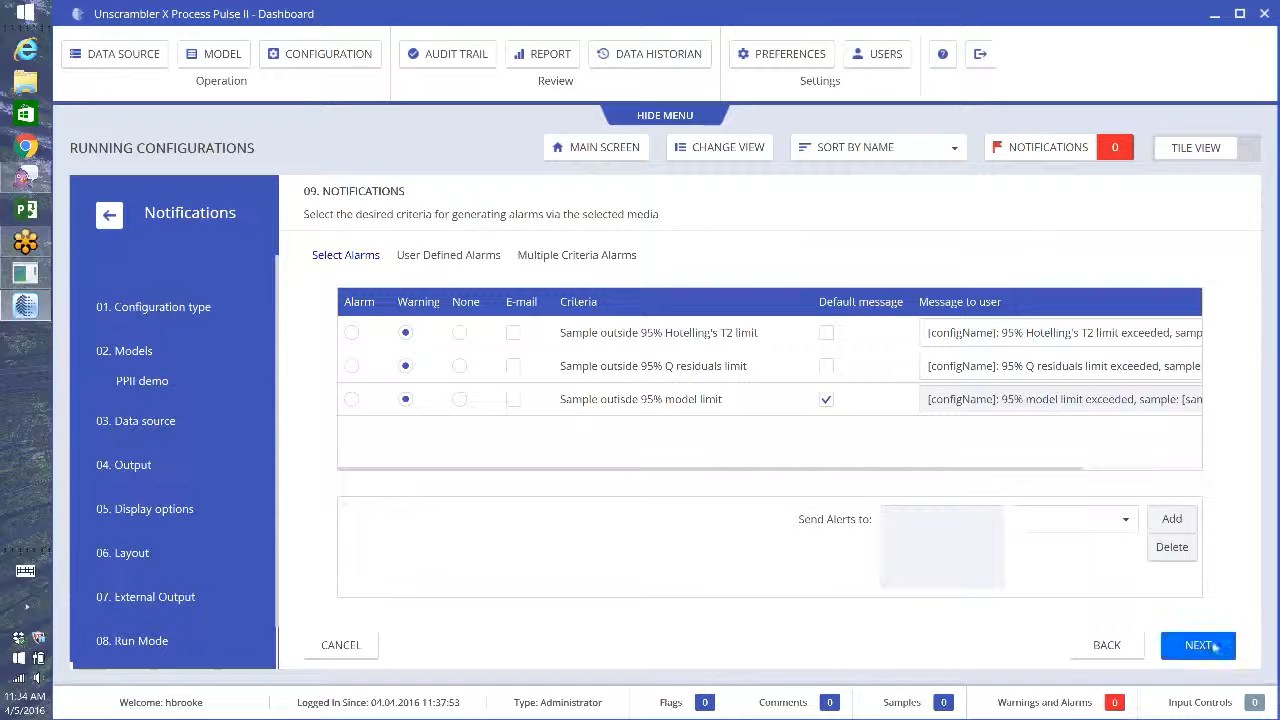 Unscrambler X Process Pulse II - Dashboard
DATA SOURCE MODEL CONFIGURATION AUDIT TRAIL REPORT DATA HISTORIAN PREFERENCES USERS
Operation Review Settings
HIDE MENU
RUNNING CONFIGURATIONS MAIN SCREEN CHANGE VIEW SORT BY NAME NOTIFICATIONS 0 TILE VIEW
Notifications
01. Configuration type
02. Models
PPII demo
03. Data source
04. Output
05. Display options
06. Layout
07. External Output
08. Run Mode
09. NOTIFICATIONS
Select the desired criteria for generating alarms via the selected media
Select Alarms User Defined Alarms Multiple Criteria Alarms
Alarm Warning None E-mail Criteria Default message Message to user
Sample outside 95% Hotelling's T2 limit [configName]: 95% Hotelling's T2 limit exceeded, samp
Sample outside 95% Q residuals limit [configName]: 95% Q residuals limit exceeded, sample
Sample outisde 95% model limit [configName]: 95% model limit exceeded, sample: [san
Send Alerts to: Add
Delete
CANCEL BACK NEXT
Welcome: hbrooke Logged In Since: 04.04.2016 11:37:53 Type: Administrator Flags 0 Comments 0 Samples 0 Warnings and Alarms 0 Input Controls 0
11:34 AM
4/5/2016